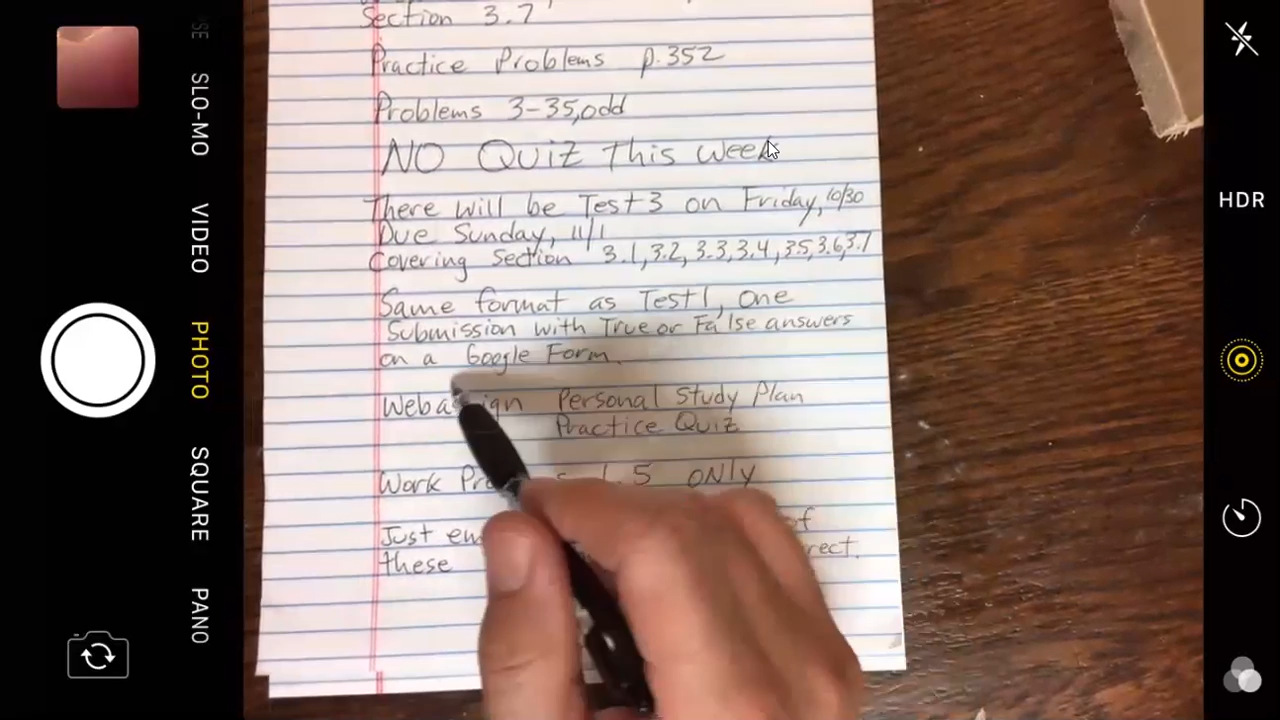 SE
SLO-MO
VIDEO
PHOTO
SQUARE
PANO
HDR
Section 3.7
Practice Problems p.352
Problems 3-35, odd
NO QUIZ This week
There will be Test 3 on Friday, 10/30
Due Sunday, 11/1
Covering Section 3.1, 3.2, 3.3, 3.4, 3.5, 3.6, 3.7
Same format as Test 1, one
Submission with True or False answers
on a Google Form.
Webassign Personal Study Plan
Practice Quiz
Work 5 ONLY
Just of
these